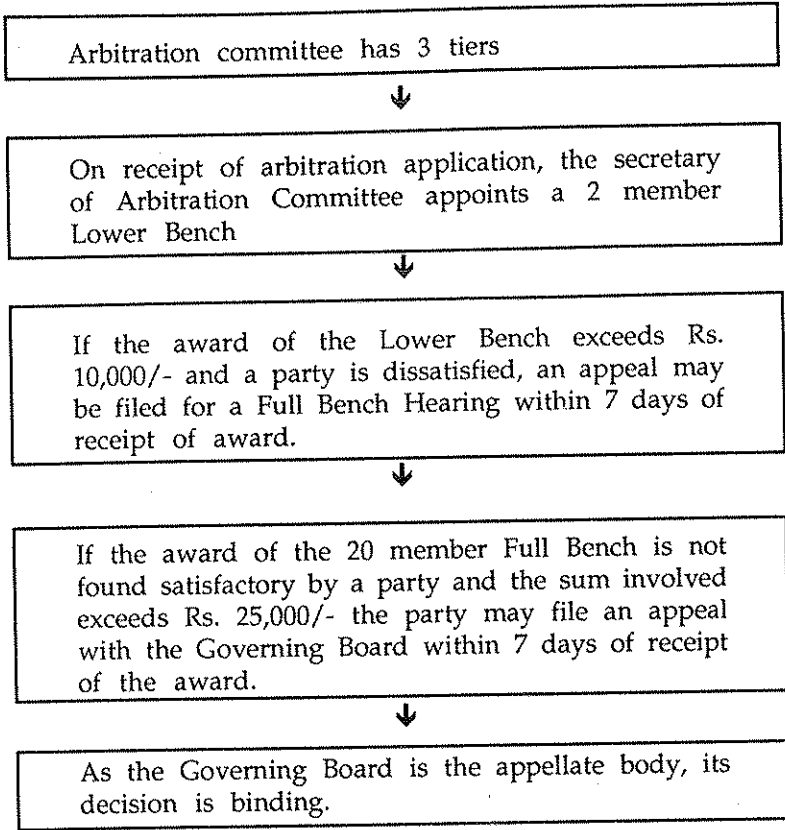 Arbitration committee has 3 tiers
On receipt of arbitration application, the secretary
of Arbitration Committee appoints a 2 member
Lower Bench
If the award of the Lower Bench exceeds Rs.
10,000/- and a party is dissatisfied, an appeal may
be filed for a Full Bench Hearing within 7 days of
receipt of award.
If the award of the 20 member Full Bench is not
found satisfactory by a party and the sum involved
exceeds Rs. 25,000/- the party may file an appeal
with the Governing Board within 7 days of receipt
of the award.
As the Governing Board is the appellate body, its
decision is binding.